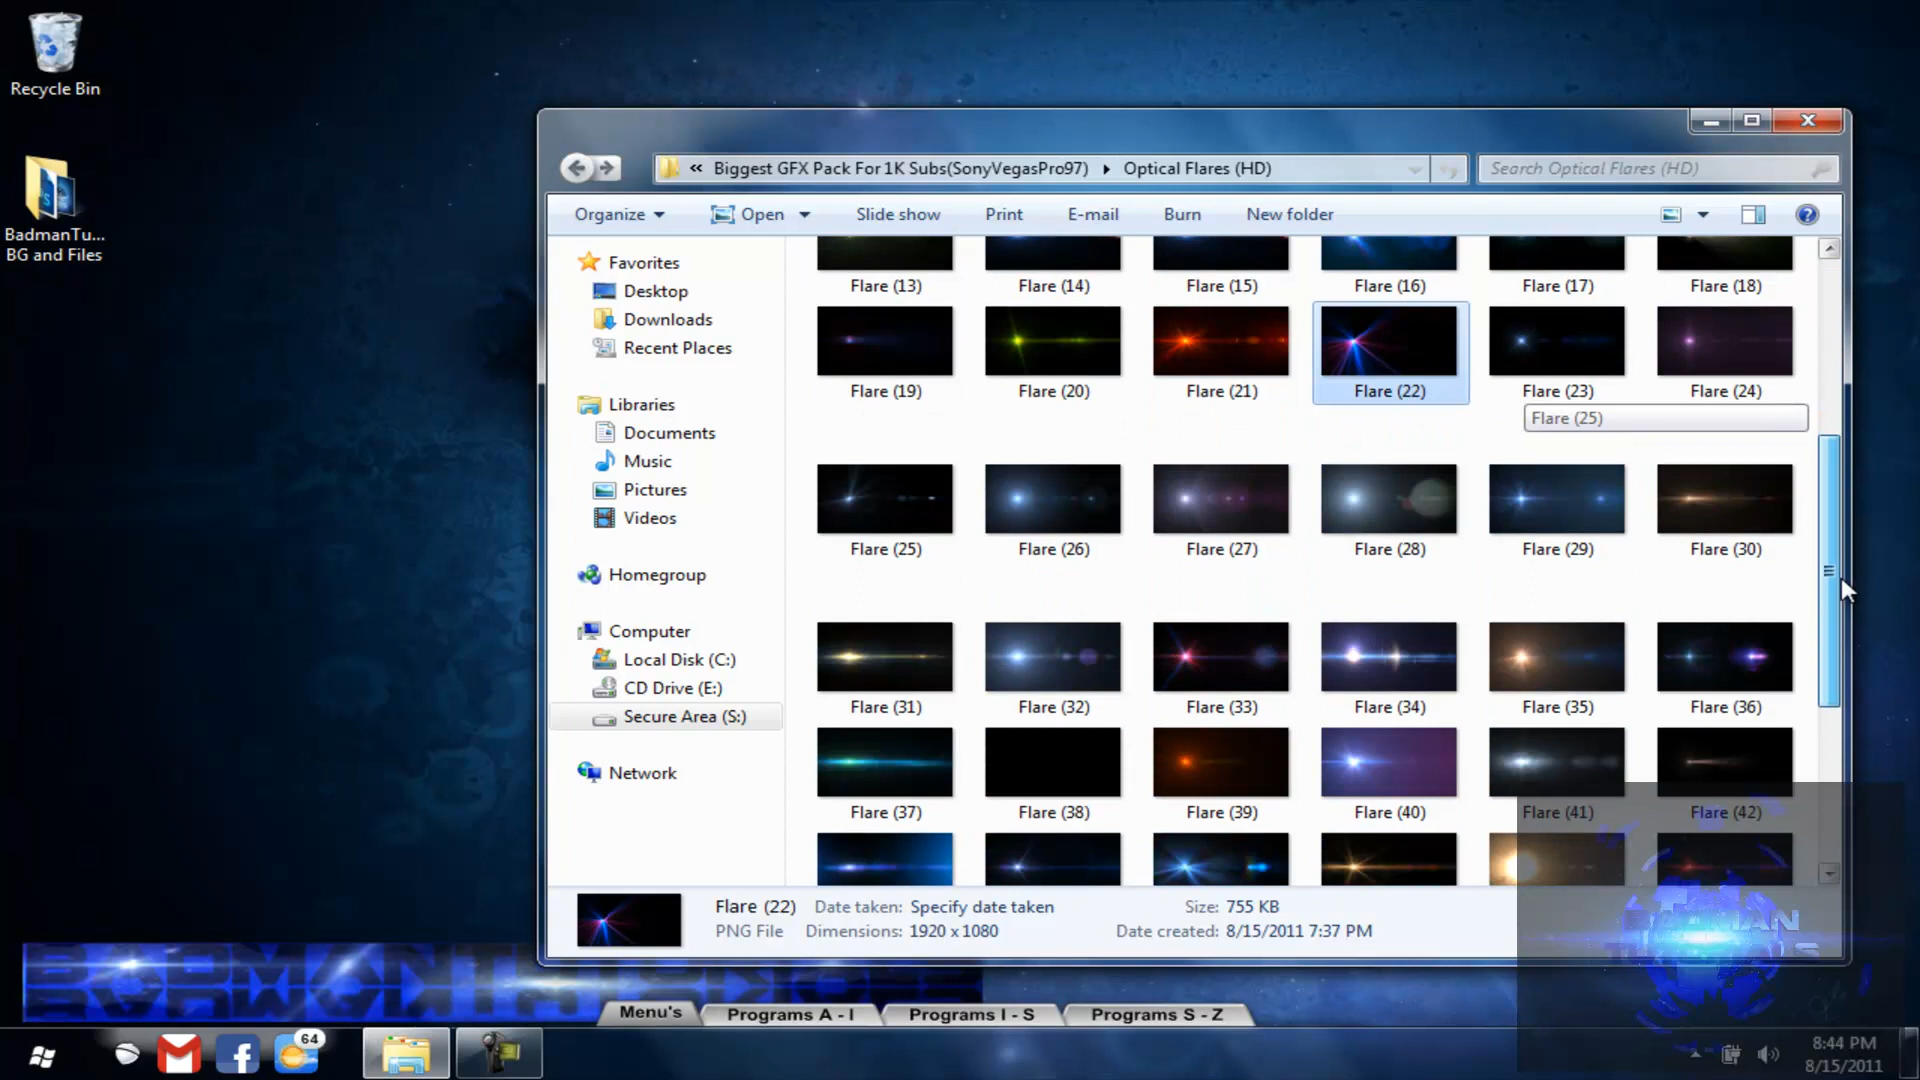 Recycle Bin
BadmanTu...
BG and Files
« Biggest GFX Pack For 1K Subs(SonyVegasPro97) Optical Flares (HD)
Search Optical Flares (HD)
Organize Open Slide show Print E-mail Burn New folder
Favorites
Desktop
Downloads
Recent Places
Libraries
Documents
Music
Pictures
Videos
Homegroup
Computer
Local Disk (C:)
CD Drive (E:)
Secure Area (S:)
Network
Flare (13) Flare (14) Flare (15) Flare (16) Flare (17) Flare (18)
Flare (19) Flare (20) Flare (21) Flare (22) Flare (23) Flare (24)
Flare (25)
Flare (25) Flare (26) Flare (27) Flare (28) Flare (29) Flare (30)
Flare (31) Flare (32) Flare (33) Flare (34) Flare (35) Flare (36)
Flare (37) Flare (38) Flare (39) Flare (40) Flare (41) Flare (42)
Flare (22) Date taken: Specify date taken Size: 755 KB
PNG File Dimensions: 1920 x 1080 Date created: 8/15/2011 7:37 PM
Menu's Programs A - I Programs I - S Programs S - Z
64
8:44 PM
8/15/2011